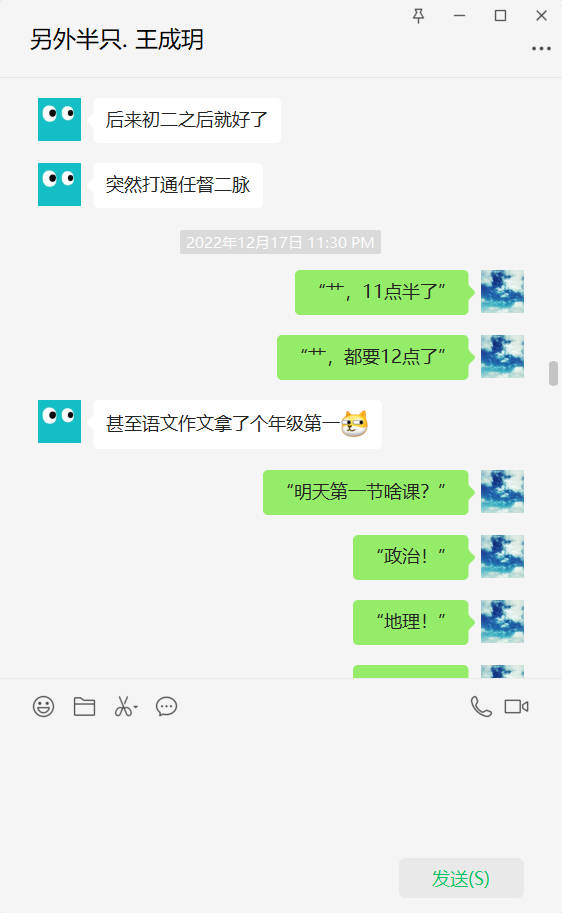 另外半只. 王成玥
后来初二之后就好了
突然打通任督二脉
2022年12月17日 11:30 PM
“艹，11点半了”
“艹，都要12点了”
甚至语文作文拿了个年级第一
“明天第一节啥课？”
“政治！”
“地理！”
发送(S)